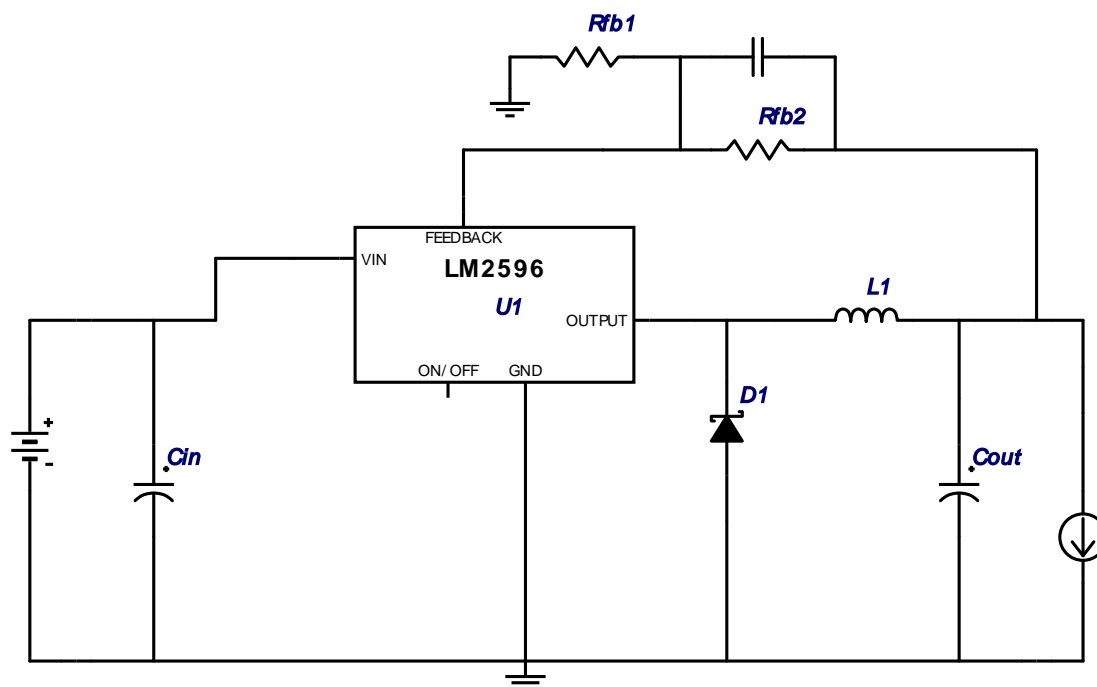 Rfb1
Rfb2
FEEDBACK
VIN
LM2596
U1
L1
OUTPUT
ON/ OFF GND
D1
+
-
Cin
Cout